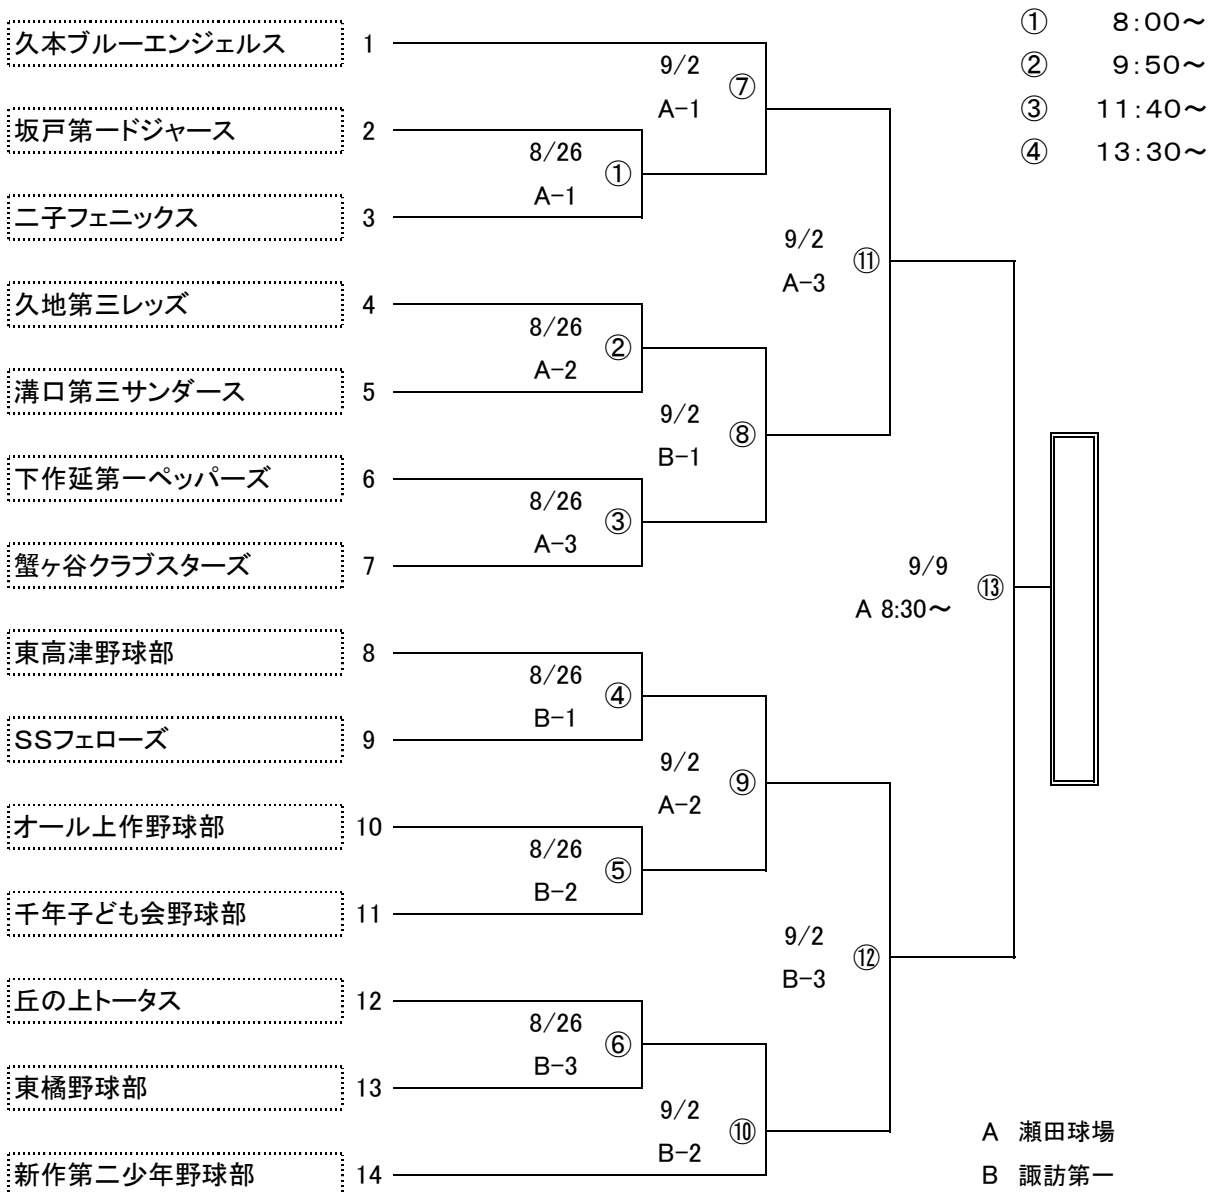 ① 8:00～
久本ブルーエンジェルス 1
9/2 ⑦
② 9:50～
A-1
③ 11:40～
坂戸第一ドジャース 2
8/26 ①
④ 13:30～
A-1
二子フェニックス 3
9/2 ⑪
A-3
久地第三レッズ 4
8/26 ②
A-2
溝口第三サンダース 5
9/2 ⑧
B-1
下作延第一ペッパーズ 6
8/26 ③
A-3
蟹ヶ谷クラブスターズ 7
9/9 ⑬
A 8:30～
東高津野球部 8
8/26 ④
B-1
SSフェローズ 9
9/2 ⑨
A-2
オール上作野球部 10
8/26 ⑤
B-2
千年子ども会野球部 11
9/2 ⑫
B-3
丘の上トータス 12
8/26 ⑥
B-3
東橘野球部 13
9/2 ⑩
B-2
A 瀬田球場
新作第二少年野球部 14
B 諏訪第一